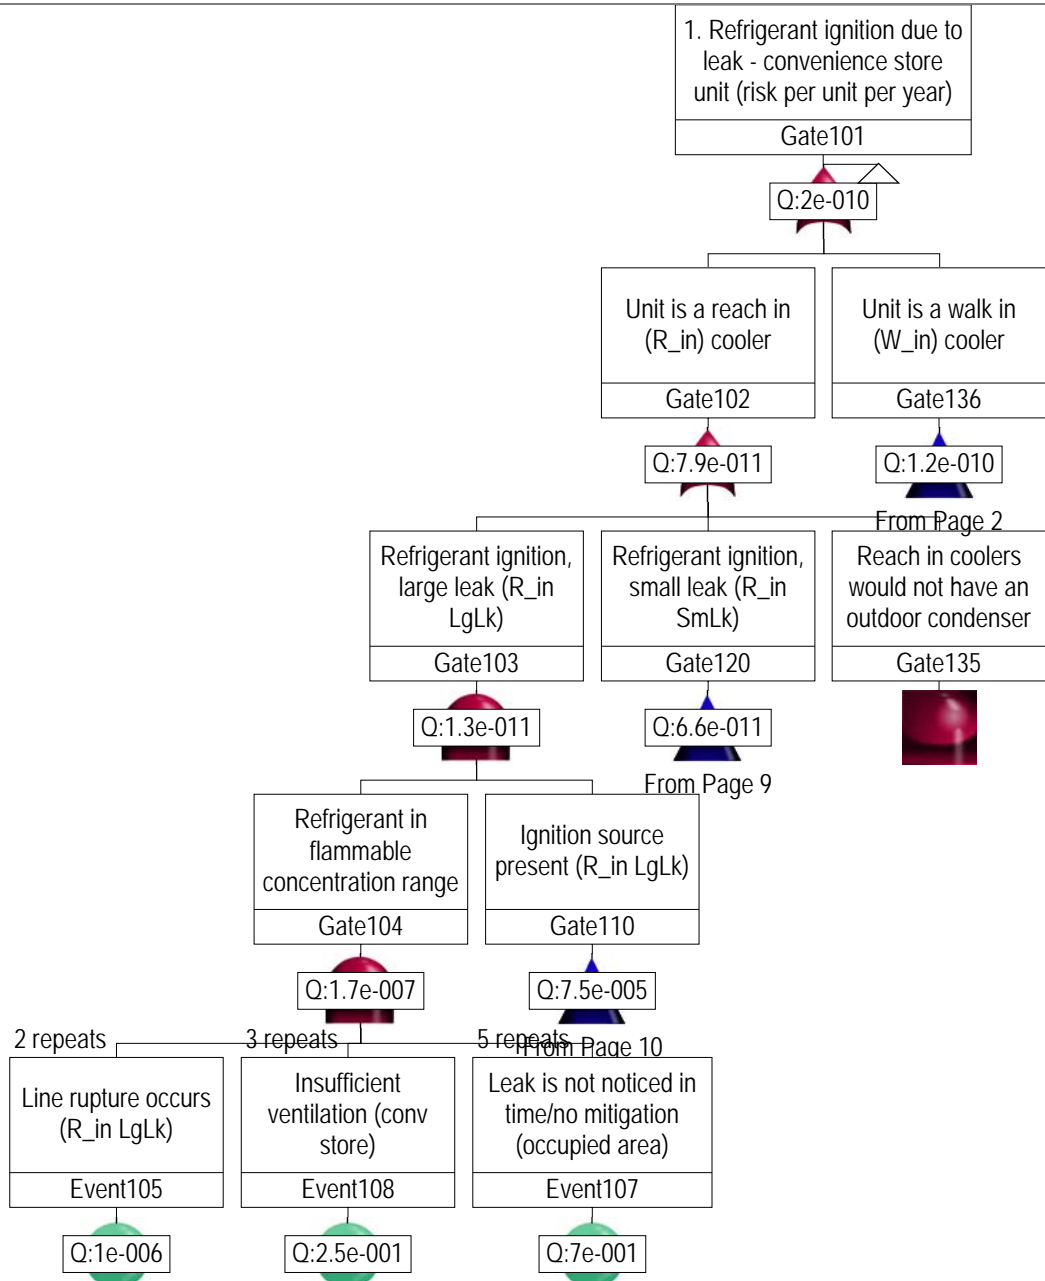 1. Refrigerant ignition due to
leak - convenience store
unit (risk per unit per year)
Gate101
Q:2e-010
Unit is a reach in
(R_in) cooler
Gate102
Q:7.9e-011
Unit is a walk in
(W_in) cooler
Gate136
Q:1.2e-010
From Page 2
Refrigerant ignition,
large leak (R_in
LgLk)
Gate103
Q:1.3e-011
Refrigerant ignition,
small leak (R_in
SmLk)
Gate120
Q:6.6e-011
From Page 9
Reach in coolers
would not have an
outdoor condenser
Gate135
Refrigerant in
flammable
concentration range
Gate104
Q:1.7e-007
Ignition source
present (R_in LgLk)
Gate110
Q:7.5e-005
From Page 10
2 repeats
Line rupture occurs
(R_in LgLk)
Event105
Q:1e-006
3 repeats
Insufficient
ventilation (conv
store)
Event108
Q:2.5e-001
5 repeats
Leak is not noticed in
time/no mitigation
(occupied area)
Event107
Q:7e-001